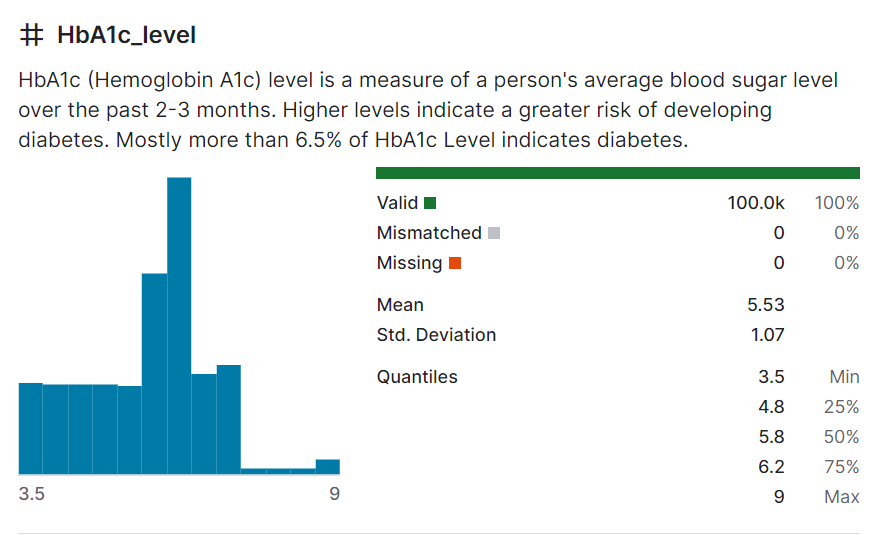 # HbA1c_level
HbA1c (Hemoglobin A1c) level is a measure of a person's average blood sugar level
over the past 2-3 months. Higher levels indicate a greater risk of developing
diabetes. Mostly more than 6.5% of HbA1c Level indicates diabetes.
Valid 100.0k 100%
Mismatched 0 0%
Missing 0 0%
Mean 5.53
Std. Deviation 1.07
Quantiles 3.5 Min
4.8 25%
5.8 50%
6.2 75%
9 Max
3.5 9